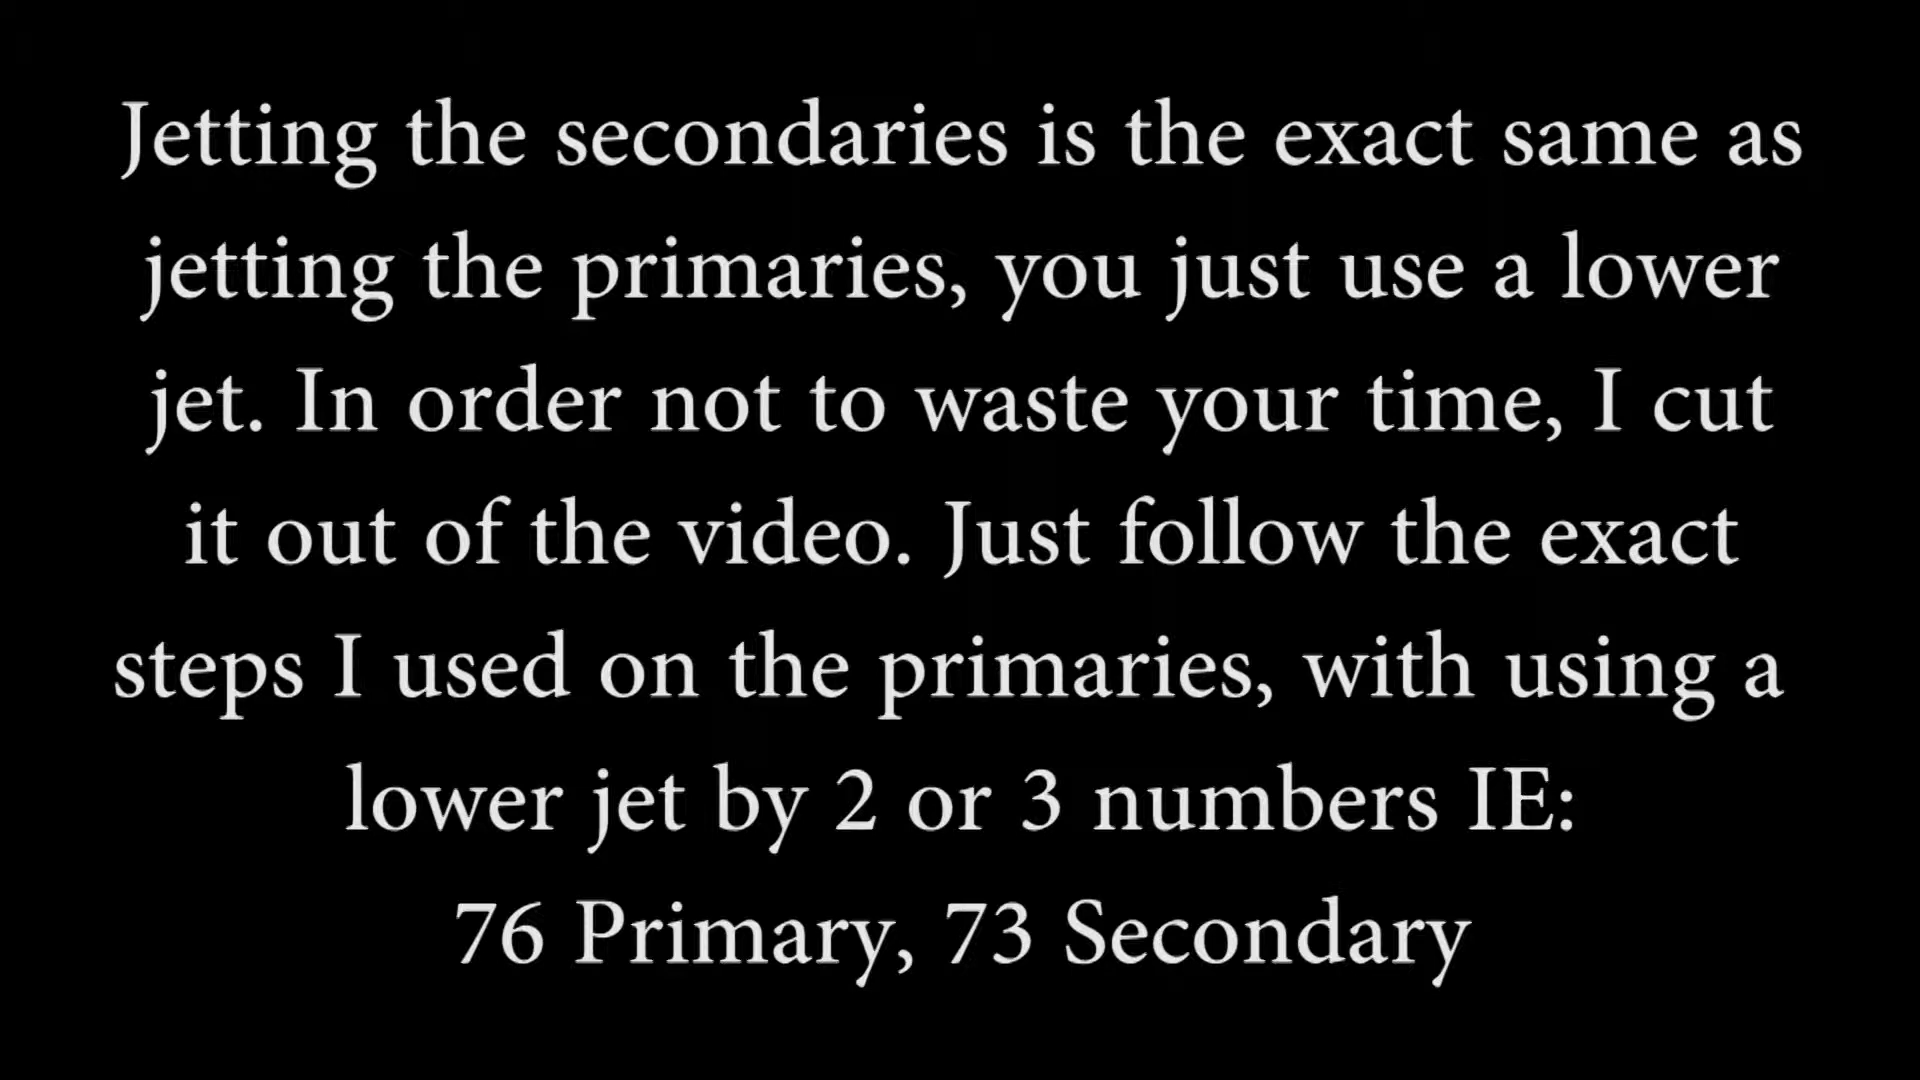 Jetting the secondaries is the exact same as
jetting the primaries, you just use a lower
jet. In order not to waste your time, I cut
it out of the video. Just follow the exact
steps I used on the primaries, with using a
lower jet by 2 or 3 numbers IE:
76 Primary, 73 Secondary